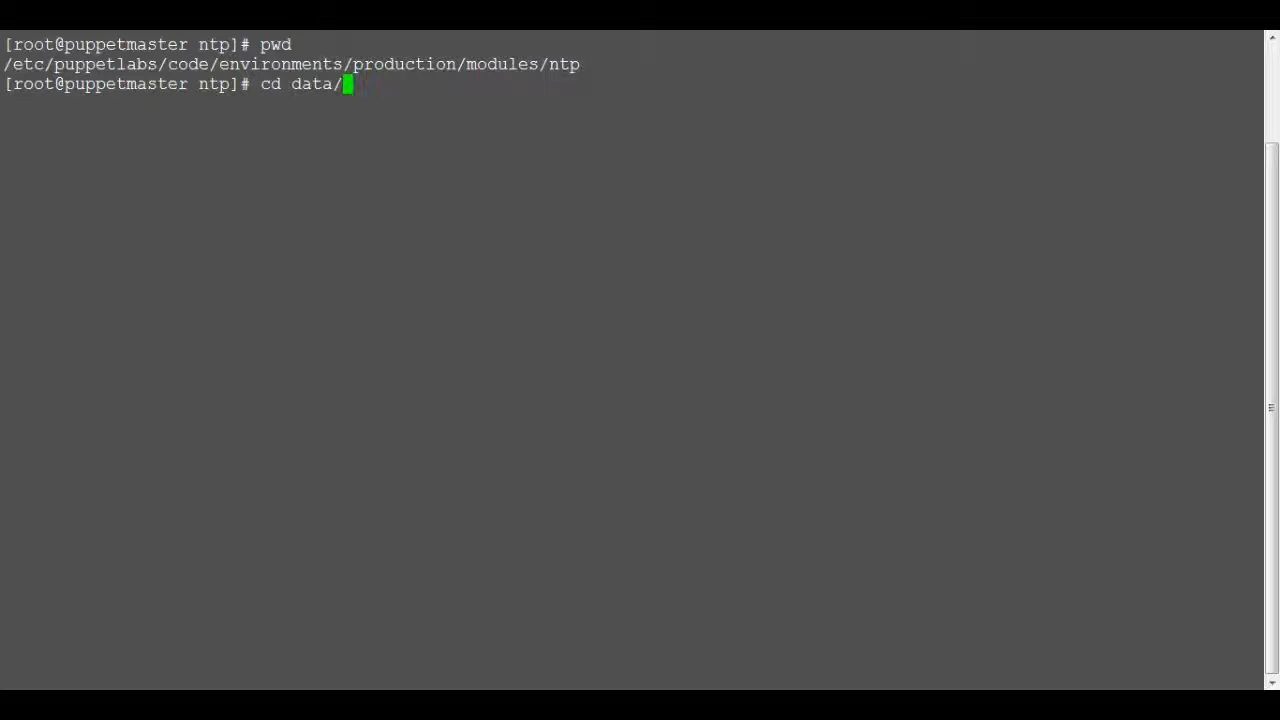 [root@puppetmaster ntp]# pwd
/etc/puppetlabs/code/environments/production/modules/ntp
[root@puppetmaster ntp]# cd data/